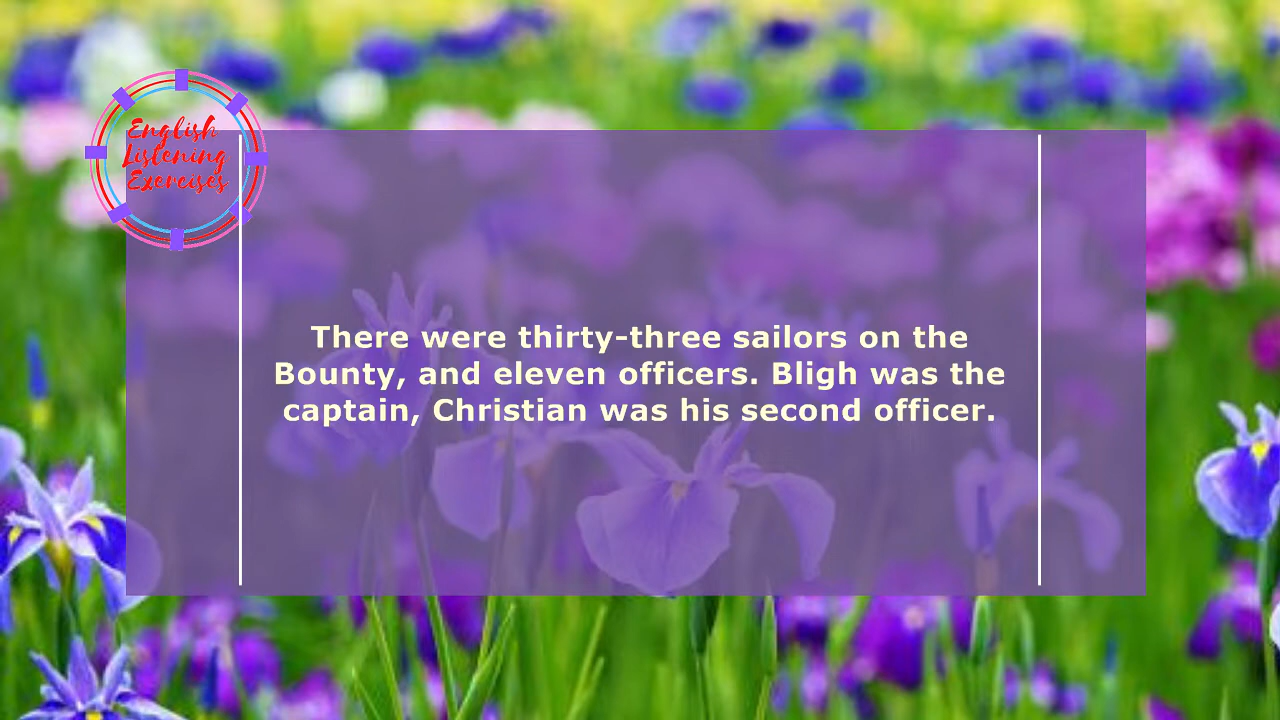 English
Listening
Exercises
There were thirty-three sailors on the
Bounty, and eleven officers. Bligh was the
captain, Christian was his second officer.